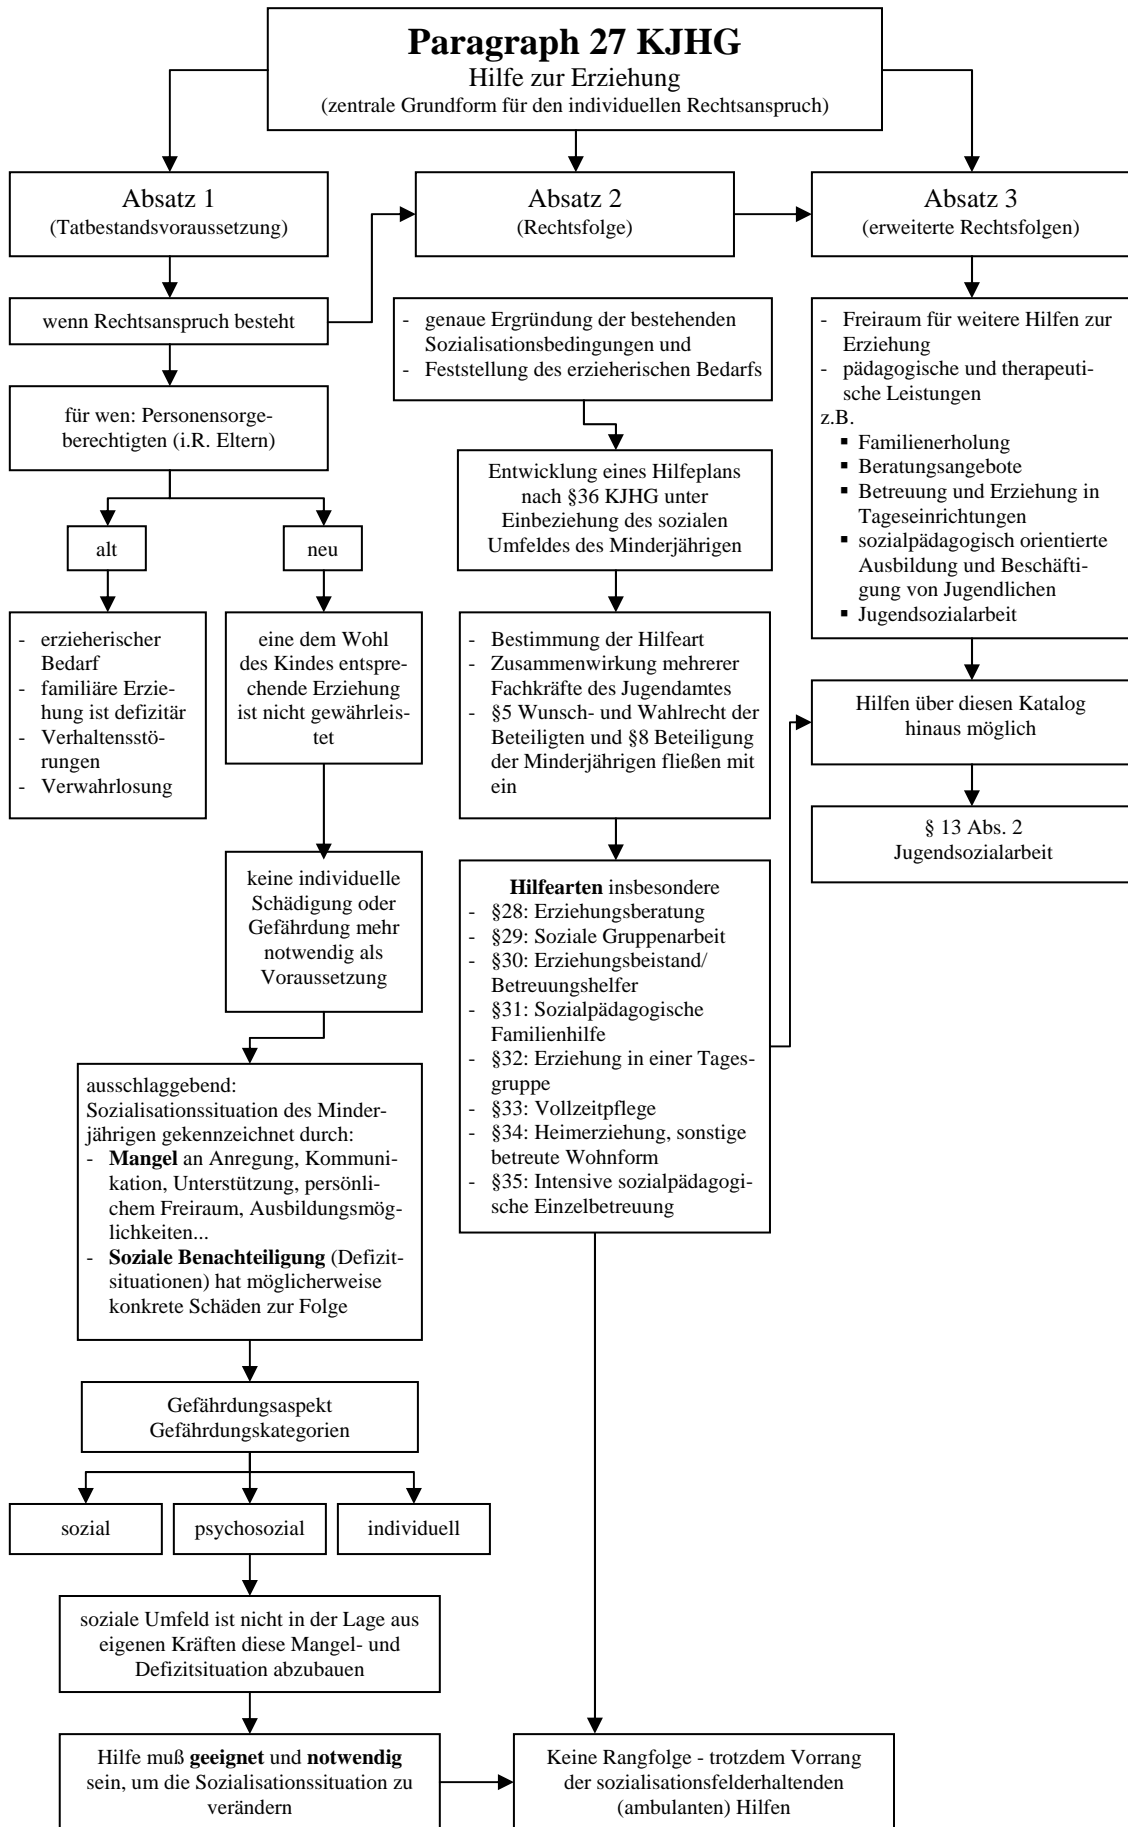 Paragraph 27 KJHG
Hilfe zur Erziehung
(zentrale Grundform für den individuellen Rechtsanspruch)
Absatz 1
(Tatbestandsvoraussetzung)
Absatz 2
(Rechtsfolge)
Absatz 3
(erweiterte Rechtsfolgen)
wenn Rechtsanspruch besteht
für wen: Personensorge-
berechtigten (i.R. Eltern)
alt
neu
- erzieherischer
Bedarf
- familiäre Erzie-
hung ist defizitär
- Verhaltensstö-
rungen
- Verwahrlosung
eine dem Wohl
des Kindes entspre-
chende Erziehung
ist nicht gewährleis-
tet
keine individuelle
Schädigung oder
Gefährdung mehr
notwendig als
Voraussetzung
ausschlaggebend:
Sozialisationssituation des Minder-
jährigen gekennzeichnet durch:
- Mangel an Anregung, Kommuni-
kation, Unterstützung, persönli-
chem Freiraum, Ausbildungsmög-
lichkeiten...
- Soziale Benachteiligung (Defizit-
situationen) hat möglicherweise
konkrete Schäden zur Folge
Gefährdungsaspekt
Gefährdungskategorien
sozial
psychosozial
individuell
soziale Umfeld ist nicht in der Lage aus
eigenen Kräften diese Mangel- und
Defizitsituation abzubauen
Hilfe muß geeignet und notwendig
sein, um die Sozialisationssituation zu
verändern
- genaue Ergründung der bestehenden
Sozialisationsbedingungen und
- Feststellung des erzieherischen Bedarfs
Entwicklung eines Hilfeplans
nach §36 KJHG unter
Einbeziehung des sozialen
Umfeldes des Minderjährigen
- Bestimmung der Hilfeart
- Zusammenwirkung mehrerer
Fachkräfte des Jugendamtes
- §5 Wunsch- und Wahlrecht der
Beteiligten und §8 Beteiligung
der Minderjährigen fließen mit
ein
Hilfearten insbesondere
- §28: Erziehungsberatung
- §29: Soziale Gruppenarbeit
- §30: Erziehungsbeistand/
Betreuungshelfer
- §31: Sozialpädagogische
Familienhilfe
- §32: Erziehung in einer Tages-
gruppe
- §33: Vollzeitpflege
- §34: Heimerziehung, sonstige
betreute Wohnform
- §35: Intensive sozialpädagogi-
sche Einzelbetreuung
Keine Rangfolge - trotzdem Vorrang
der sozialisationsfelderhaltenden
(ambulanten) Hilfen
- Freiraum für weitere Hilfen zur
Erziehung
- pädagogische und therapeuti-
sche Leistungen
z.B.
▪ Familienerholung
▪ Beratungsangebote
▪ Betreuung und Erziehung in
Tageseinrichtungen
▪ sozialpädagogisch orientierte
Ausbildung und Beschäfti-
gung von Jugendlichen
▪ Jugendsozialarbeit
Hilfen über diesen Katalog
hinaus möglich
§ 13 Abs. 2
Jugendsozialarbeit